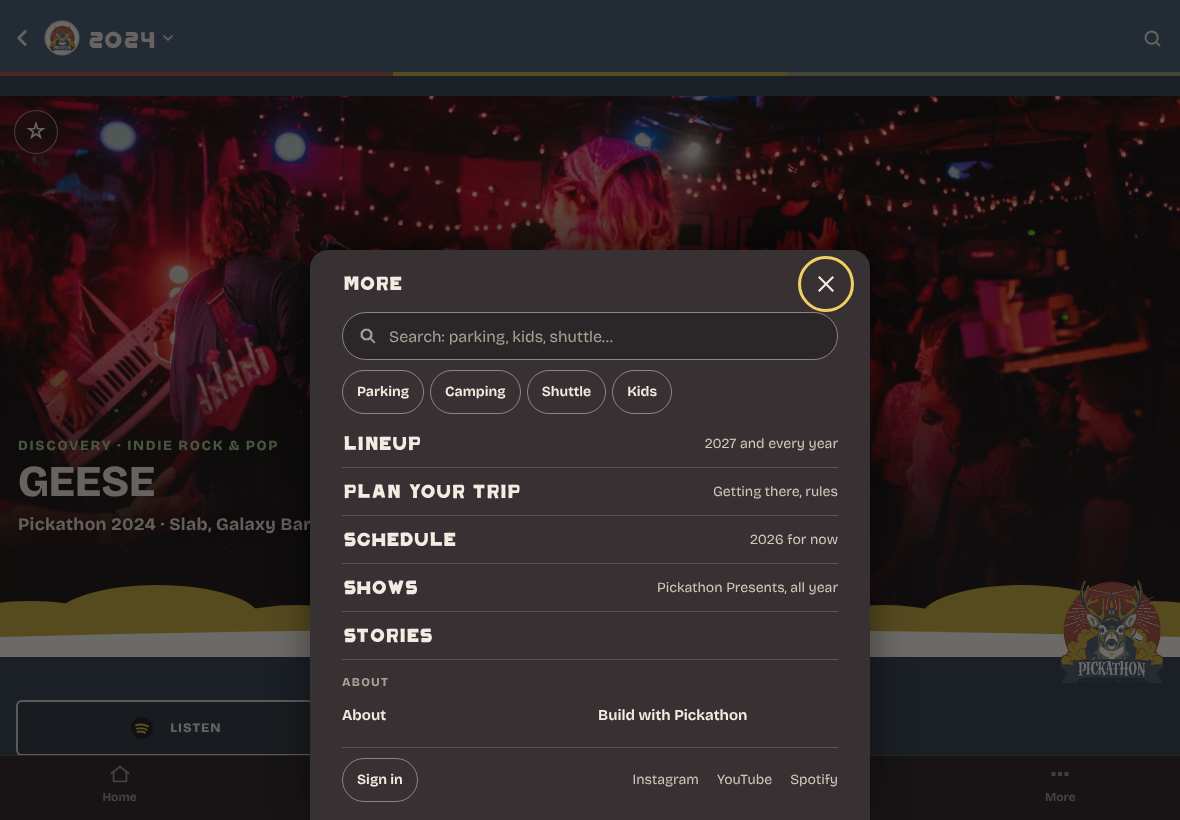 2024
MORE
Search: parking, kids, shuttle...
Parking Camping Shuttle Kids
LINEUP 2027 and every year
DISCOVERY · INDIE ROCK & POP
GEESE
Pickathon 2024 · Slab, Galaxy Bar
PLAN YOUR TRIP Getting there, rules
SCHEDULE 2026 for now
SHOWS Pickathon Presents, all year
STORIES
PICKATHON
ABOUT
About Build with Pickathon
LISTEN
Sign in Instagram YouTube Spotify
Home More